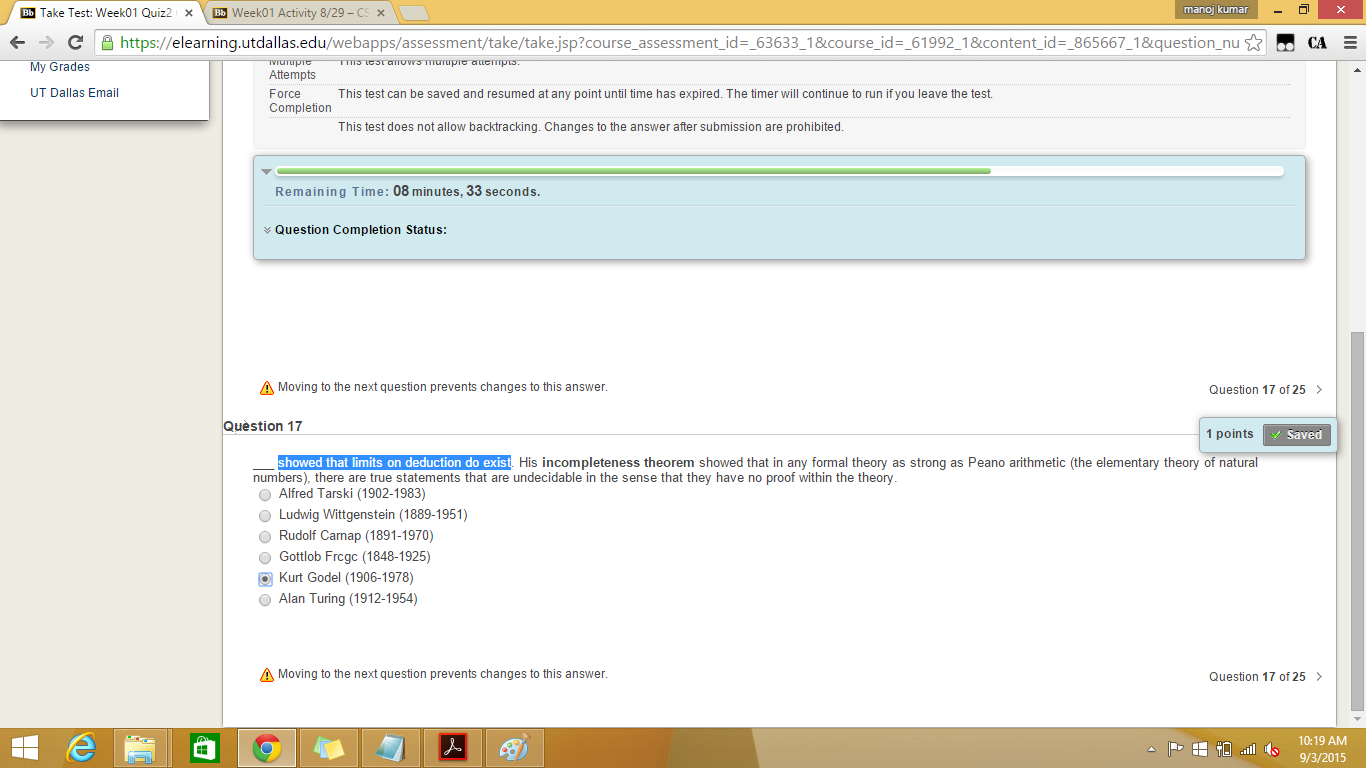 Take Test: Week01 Quiz2
Week01 Activity 8/29 – CS
manoj kumar
https://elearning.utdallas.edu/webapps/assessment/take/take.jsp?course_assessment_id=_63633_1&course_id=_61992_1&content_id=_865667_1&question_nu
CA
My Grades
UT Dallas Email
Multiple Attempts
This test allows multiple attempts.
Force Completion
This test can be saved and resumed at any point until time has expired. The timer will continue to run if you leave the test.
This test does not allow backtracking. Changes to the answer after submission are prohibited.
Remaining Time: 08 minutes, 33 seconds.
Question Completion Status:
Moving to the next question prevents changes to this answer.
Question 17 of 25
Question 17
1 points
Saved
___ showed that limits on deduction do exist. His incompleteness theorem showed that in any formal theory as strong as Peano arithmetic (the elementary theory of natural
numbers), there are true statements that are undecidable in the sense that they have no proof within the theory.
Alfred Tarski (1902-1983)
Ludwig Wittgenstein (1889-1951)
Rudolf Carnap (1891-1970)
Gottlob Frcgc (1848-1925)
Kurt Godel (1906-1978)
Alan Turing (1912-1954)
Moving to the next question prevents changes to this answer.
Question 17 of 25
10:19 AM
9/3/2015